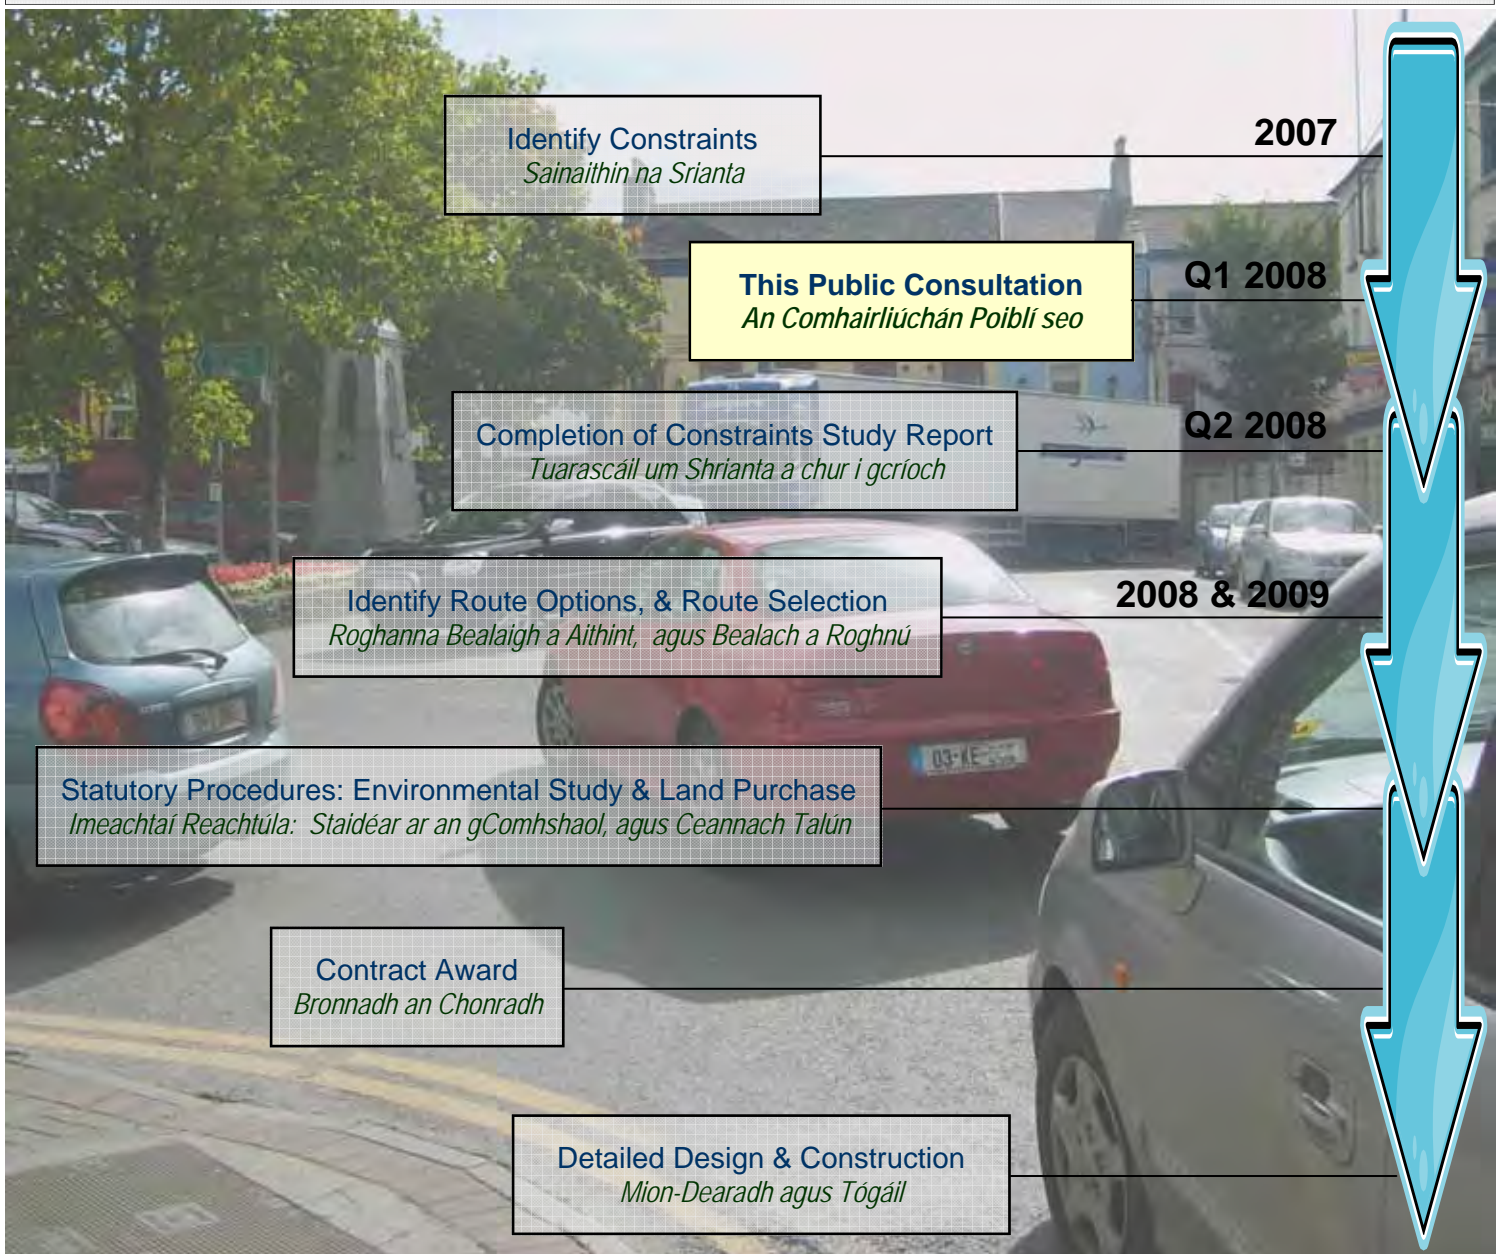 Identify Constraints
Sainaithin na Srianta
2007
This Public Consultation
An Comhairliúchán Poiblí seo
Q1 2008
Completion of Constraints Study Report
Tuarascáil um Shrianta a chur i gcríoch
Q2 2008
Identify Route Options, & Route Selection
Roghanna Bealaigh a Aithint, agus Bealach a Roghnú
2008 & 2009
03-KE
Statutory Procedures: Environmental Study & Land Purchase
Imeachtaí Reachtúla: Staidéar ar an gComhshaol, agus Ceannach Talún
Contract Award
Bronnadh an Chonradh
Detailed Design & Construction
Mion-Dearadh agus Tógáil